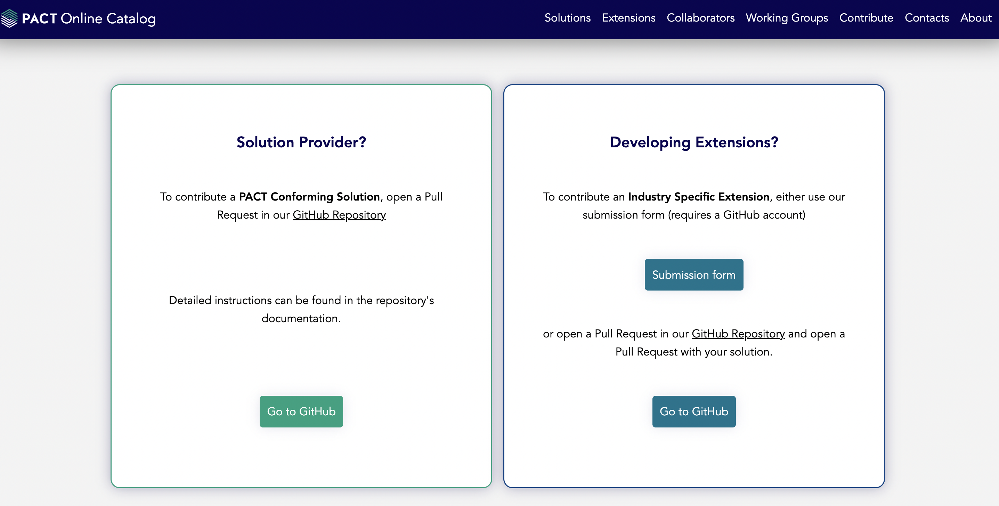 PACT Online Catalog
Solutions Extensions Collaborators Working Groups Contribute Contacts About
Solution Provider?
To contribute a PACT Conforming Solution, open a Pull
Request in our GitHub Repository
Detailed instructions can be found in the repository's
documentation.
Go to GitHub
Developing Extensions?
To contribute an Industry Specific Extension, either use our
submission form (requires a GitHub account)
Submission form
or open a Pull Request in our GitHub Repository and open a
Pull Request with your solution.
Go to GitHub